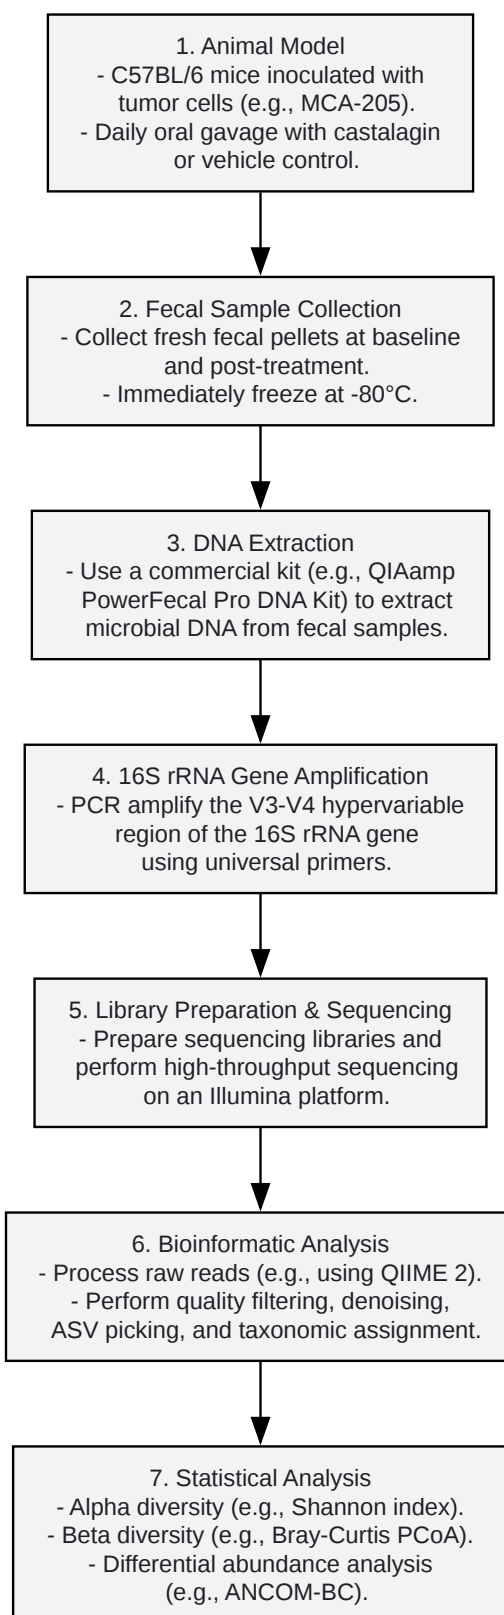 1. Animal Model
- C57BL/6 mice inoculated with
tumor cells (e.g., MCA-205).
- Daily oral gavage with castalagin
or vehicle control.
2. Fecal Sample Collection
- Collect fresh fecal pellets at baseline
and post-treatment.
- Immediately freeze at -80°C.
3. DNA Extraction
- Use a commercial kit (e.g., QIAamp
PowerFecal Pro DNA Kit) to extract
microbial DNA from fecal samples.
4. 16S rRNA Gene Amplification
- PCR amplify the V3-V4 hypervariable
region of the 16S rRNA gene
using universal primers.
5. Library Preparation & Sequencing
- Prepare sequencing libraries and
perform high-throughput sequencing
on an Illumina platform.
6. Bioinformatic Analysis
- Process raw reads (e.g., using QIIME 2).
- Perform quality filtering, denoising,
ASV picking, and taxonomic assignment.
7. Statistical Analysis
- Alpha diversity (e.g., Shannon index).
- Beta diversity (e.g., Bray-Curtis PCoA).
- Differential abundance analysis
(e.g., ANCOM-BC).